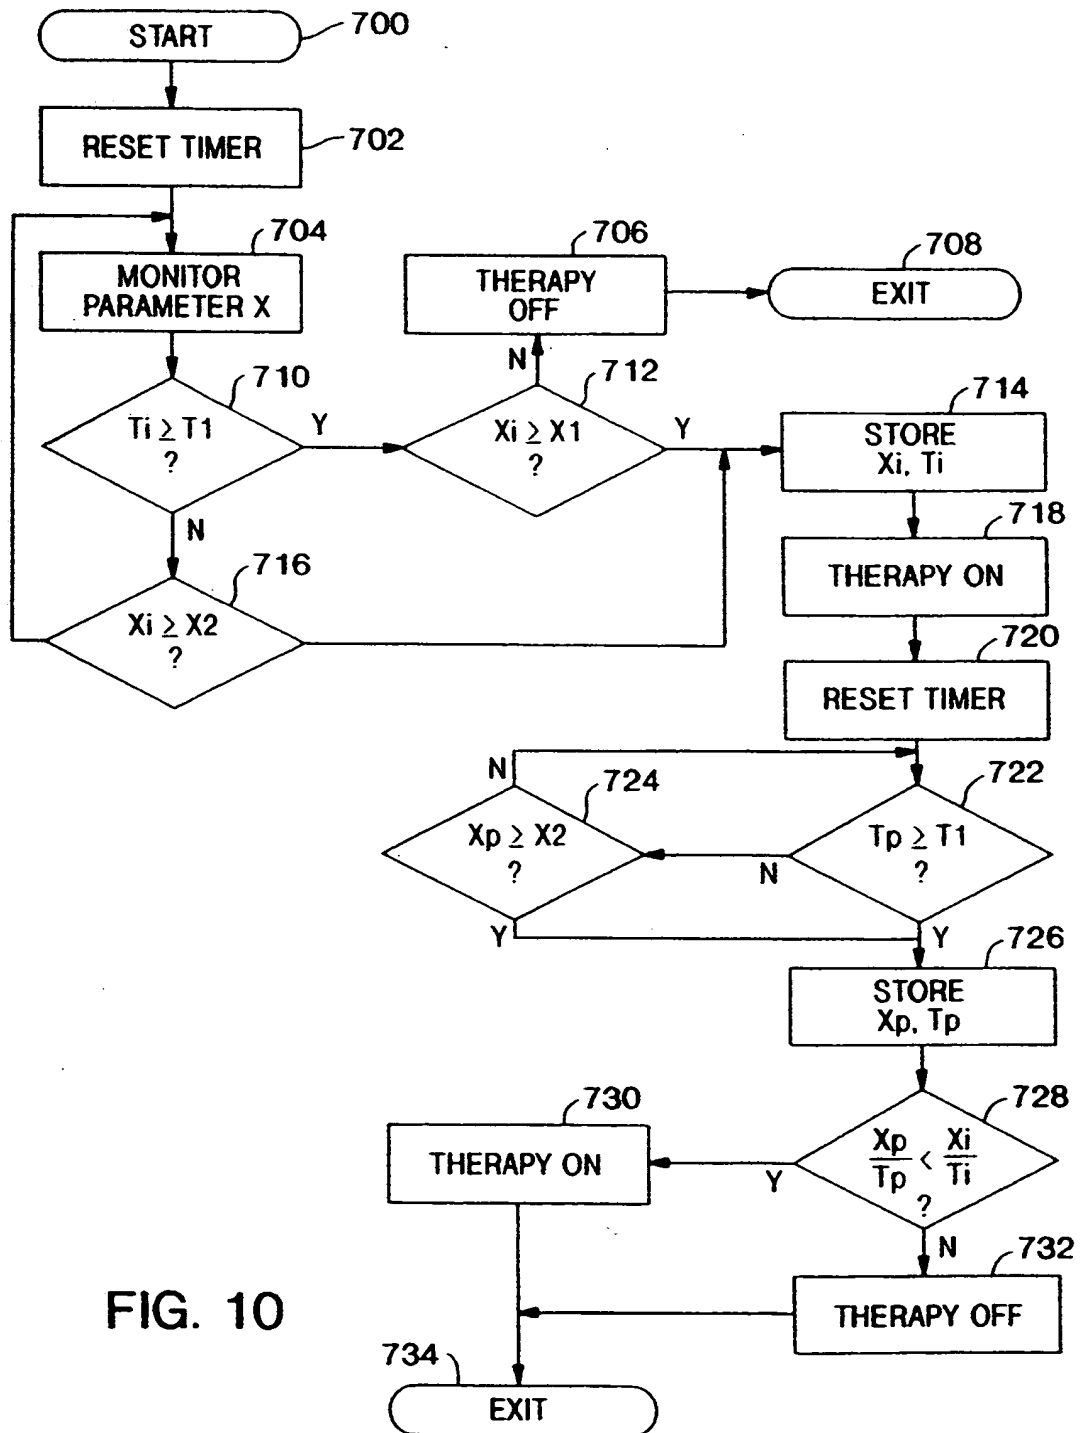 START
700
RESET TIMER
702
704
MONITOR
PARAMETER X
706
THERAPY
OFF
708
EXIT
710
Ti ≥ T1
?
Y
N
712
Xi ≥ X1
?
N
Y
714
STORE
Xi, Ti
716
Xi ≥ X2
?
718
THERAPY ON
720
RESET TIMER
722
Tp ≥ T1
?
N
Y
724
Xp ≥ X2
?
N
Y
726
STORE
Xp, Tp
728
Xp/Tp < Xi/Ti
?
Y
N
730
THERAPY ON
732
THERAPY OFF
734
EXIT
FIG. 10